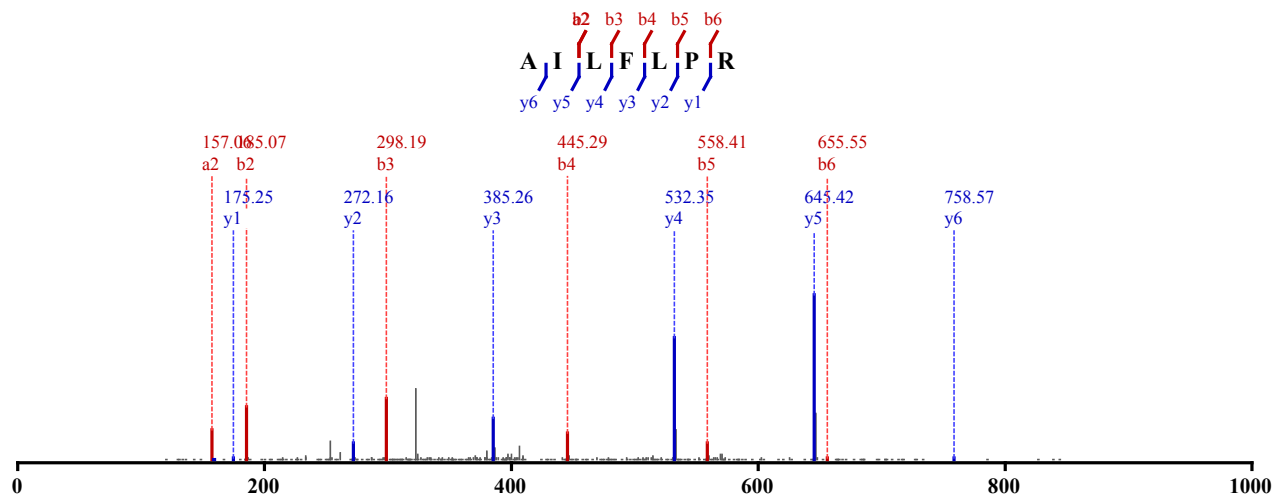 a2 b2 b3 b4 b5 b6
A I L F L P R
y6 y5 y4 y3 y2 y1
157.06 185.07 298.19 445.29 558.41 655.55
a2 b2 b3 b4 b5 b6
175.25 272.16 385.26 532.35 645.42 758.57
y1 y2 y3 y4 y5 y6
0 200 400 600 800 1000